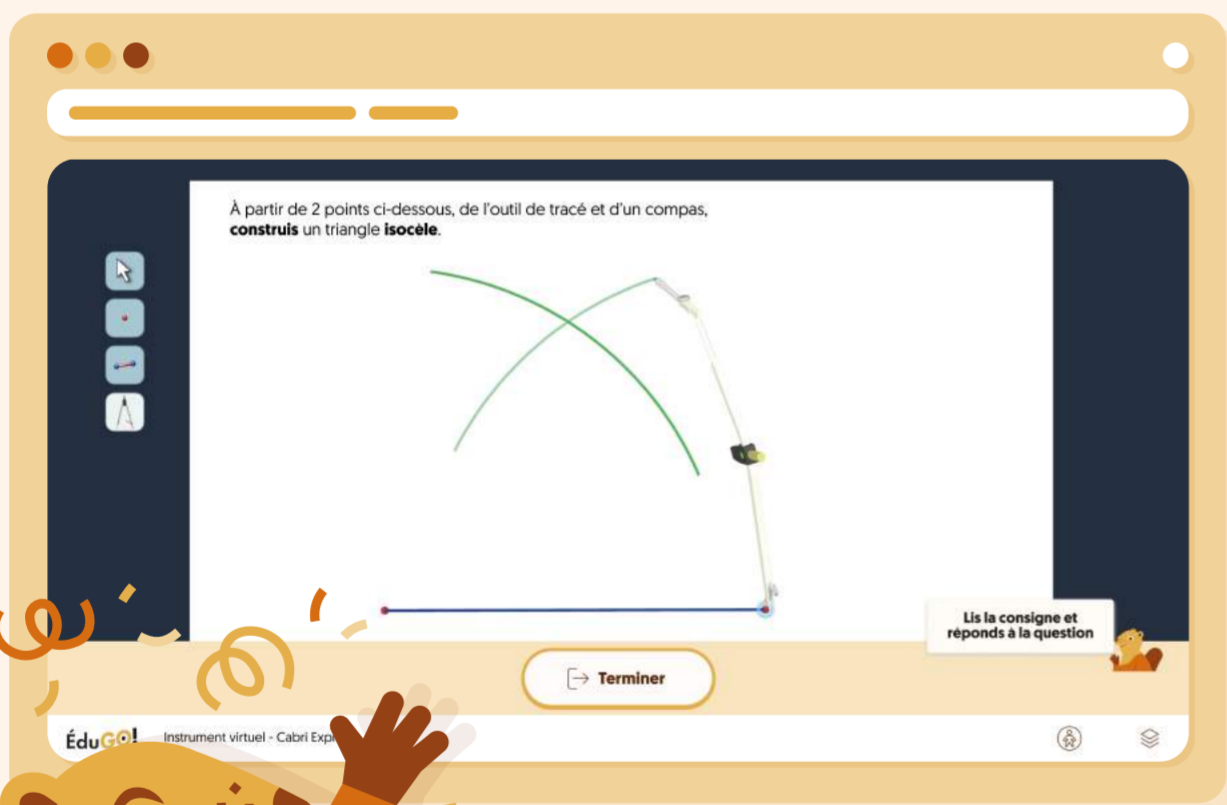 À partir de 2 points ci-dessous, de l'outil de tracé et d'un compas,
construis un triangle isocèle.
Lis la consigne et
réponds à la question
Terminer
ÉduGO!
Instrument virtuel - Cabri